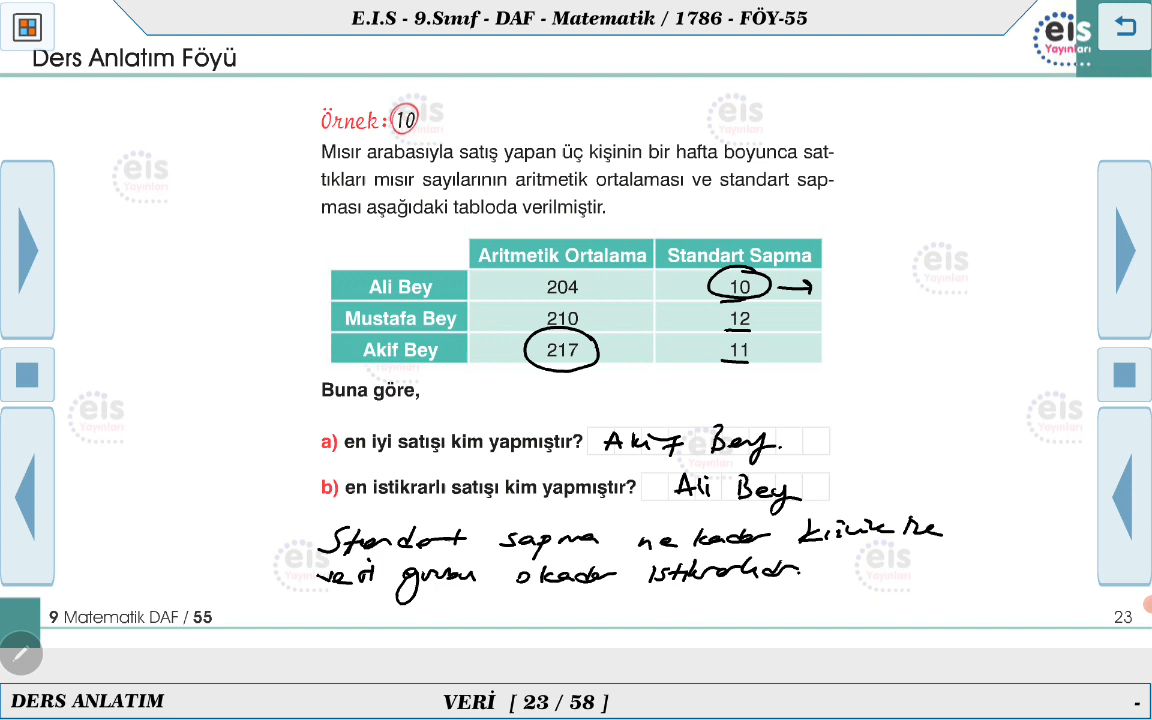 E.I.S - 9.Sınıf - DAF - Matematik / 1786 - FÖY-55
Ders Anlatım Föyü
eis
Yayınları
Örnek: 10
Mısır arabasıyla satış yapan üç kişinin bir hafta boyunca sat-
tıkları mısır sayılarının aritmetik ortalaması ve standart sap-
ması aşağıdaki tabloda verilmiştir.
Aritmetik Ortalama Standart Sapma
Ali Bey 204 10 →
Mustafa Bey 210 12
Akif Bey 217 11
Buna göre,
a) en iyi satışı kim yapmıştır? Akif Bey.
b) en istikrarlı satışı kim yapmıştır? Ali Bey
Standart sapma ne kadar küçük ise
veri grubu o kadar istikrarlıdır.
9 Matematik DAF / 55
23
DERS ANLATIM
VERİ [ 23 / 58 ]
-